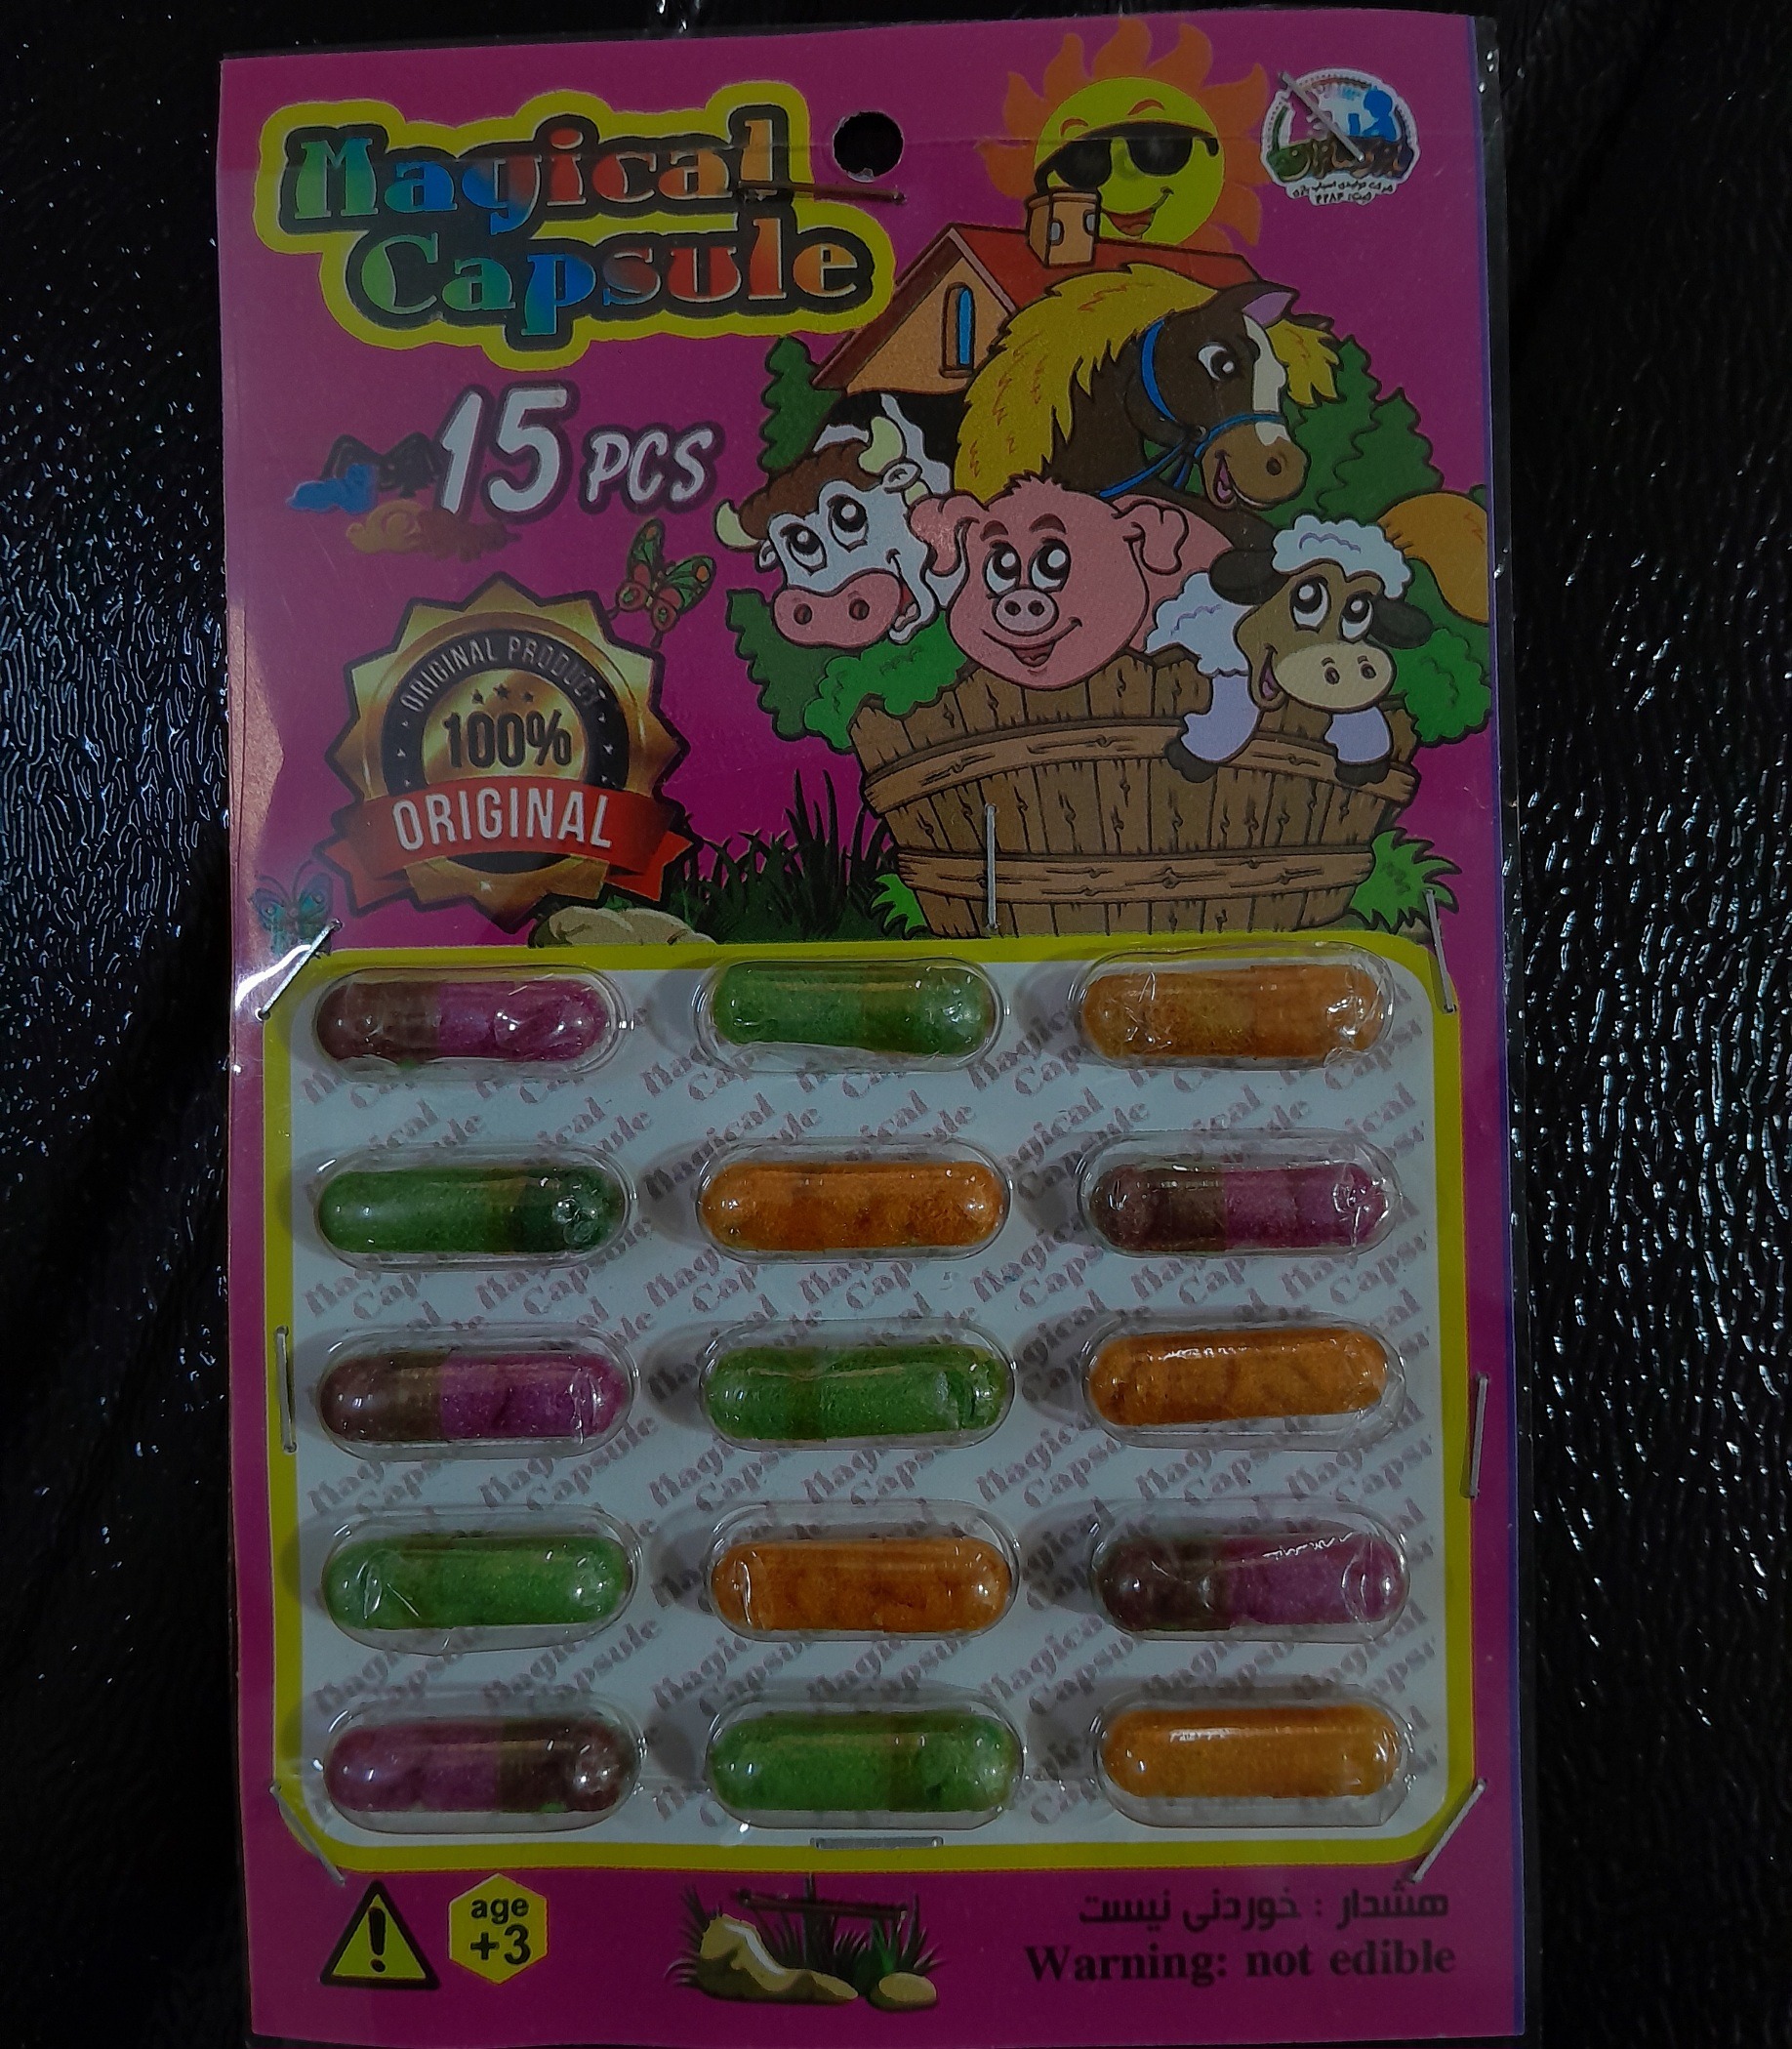 Magical
Capsule
15 PCS
ORIGINAL PRODUCT
100%
ORIGINAL
age
+3
هشدار : خوردنی نیست
Warning: not edible